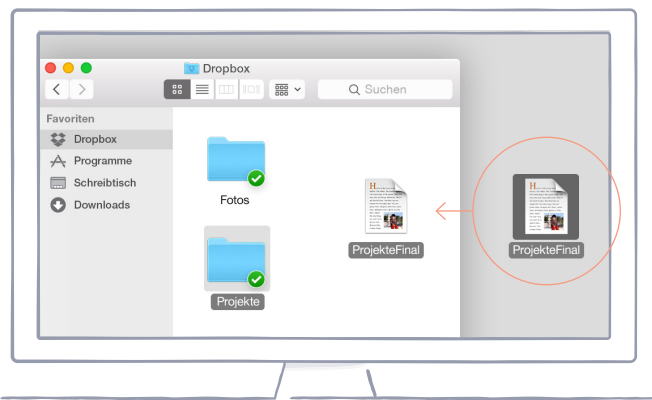 Dropbox
Suchen
Favoriten
Dropbox
Programme
Schreibtisch
Downloads
Fotos
Projekte
ProjekteFinal
ProjekteFinal